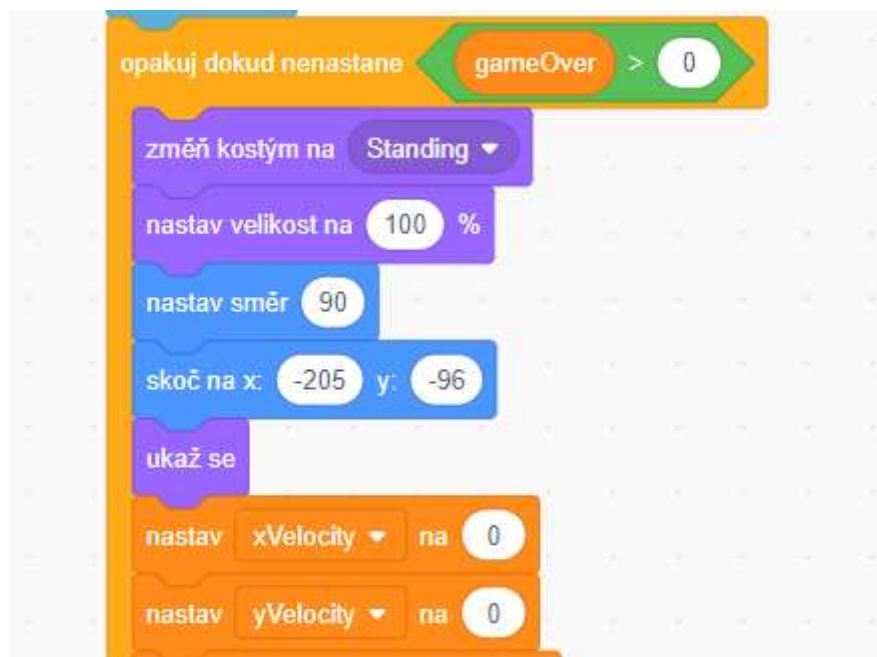 opakuj dokud nenastane gameOver > 0
změň kostým na Standing
nastav velikost na 100 %
nastav směr 90
skoč na x: -205 y: -96
ukaž se
nastav xVelocity na 0
nastav yVelocity na 0